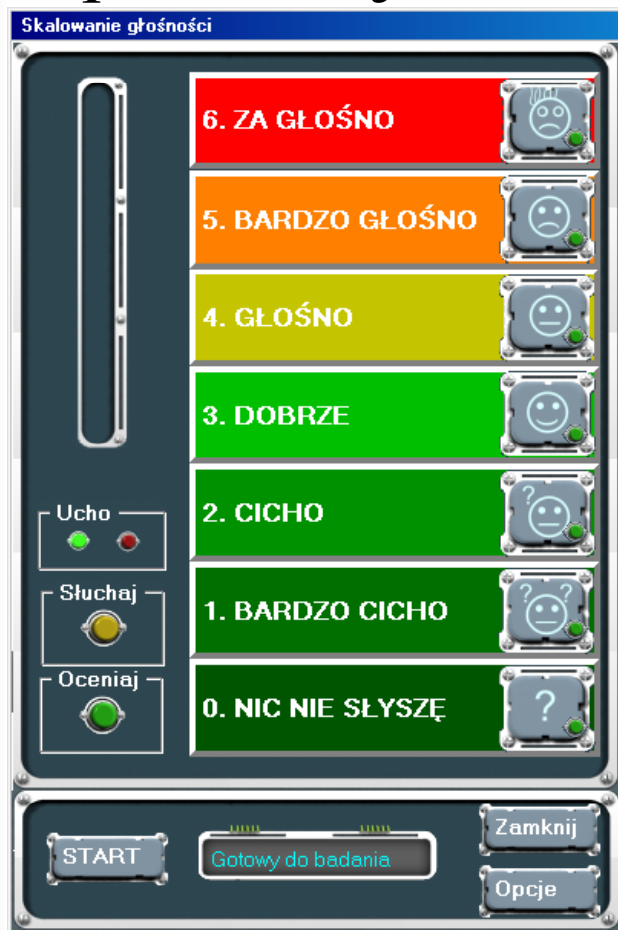 Skalowanie głośności
6. ZA GŁOŚNO
5. BARDZO GŁOŚNO
4. GŁOŚNO
3. DOBRZE
2. CICHO
1. BARDZO CICHO
0. NIC NIE SŁYSZĘ
Ucho
Słuchaj
Oceniaj
START
Gotowy do badania
Zamknij
Opcje